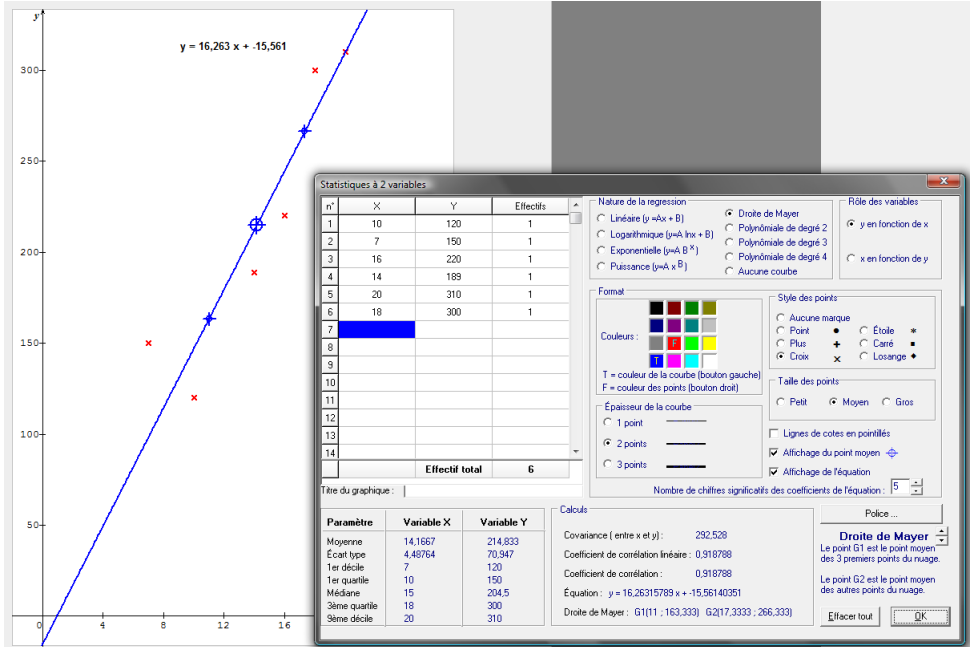 y
y = 16,263 x + -15,561
300
250
200
150
100
50
0
4
8
12
16
Statistiques à 2 variables
n° X Y Effectifs
1 10 120 1
2 7 150 1
3 16 220 1
4 14 189 1
5 20 310 1
6 18 300 1
7
8
9
10
11
12
13
14
Effectif total 6
Titre du graphique :
Nature de la regression
Linéaire (y =Ax + B)
Logarithmique (y=A lnx + B)
Exponentielle (y=A B x )
Puissance (y=A x B )
Droite de Mayer
Polynômiale de degré 2
Polynômiale de degré 3
Polynômiale de degré 4
Aucune courbe
Rôle des variables
y en fonction de x
x en fonction de y
Format
Couleurs :
F
T
T = couleur de la courbe (bouton gauche)
F = couleur des points (bouton droit)
Style des points
Aucune marque
Point
Plus
Croix
Étoile
Carré
Losange
Taille des points
Petit Moyen Gros
Épaisseur de la courbe
1 point
2 points
3 points
Lignes de cotes en pointillés
Affichage du point moyen
Affichage de l'équation
Nombre de chiffres significatifs des coefficients de l'équation : 5
Paramètre Variable X Variable Y
Moyenne 14,1667 214,833
Écart type 4,48764 70,947
1er décile 7 120
1er quartile 10 150
Médiane 15 204,5
3ème quartile 18 300
9ème décile 20 310
Calculs
Covariance ( entre x et y) : 292,528
Coefficient de corrélation linéaire : 0,918788
Coefficient de corrélation : 0,918788
Équation : y = 16,26315789 x + -15,56140351
Droite de Mayer : G1(11 ; 163,333) G2(17,3333 ; 266,333)
Police ...
Droite de Mayer
Le point G1 est le point moyen
des 3 premiers points du nuage.
Le point G2 est le point moyen
des autres points du nuage.
Effacer tout
OK